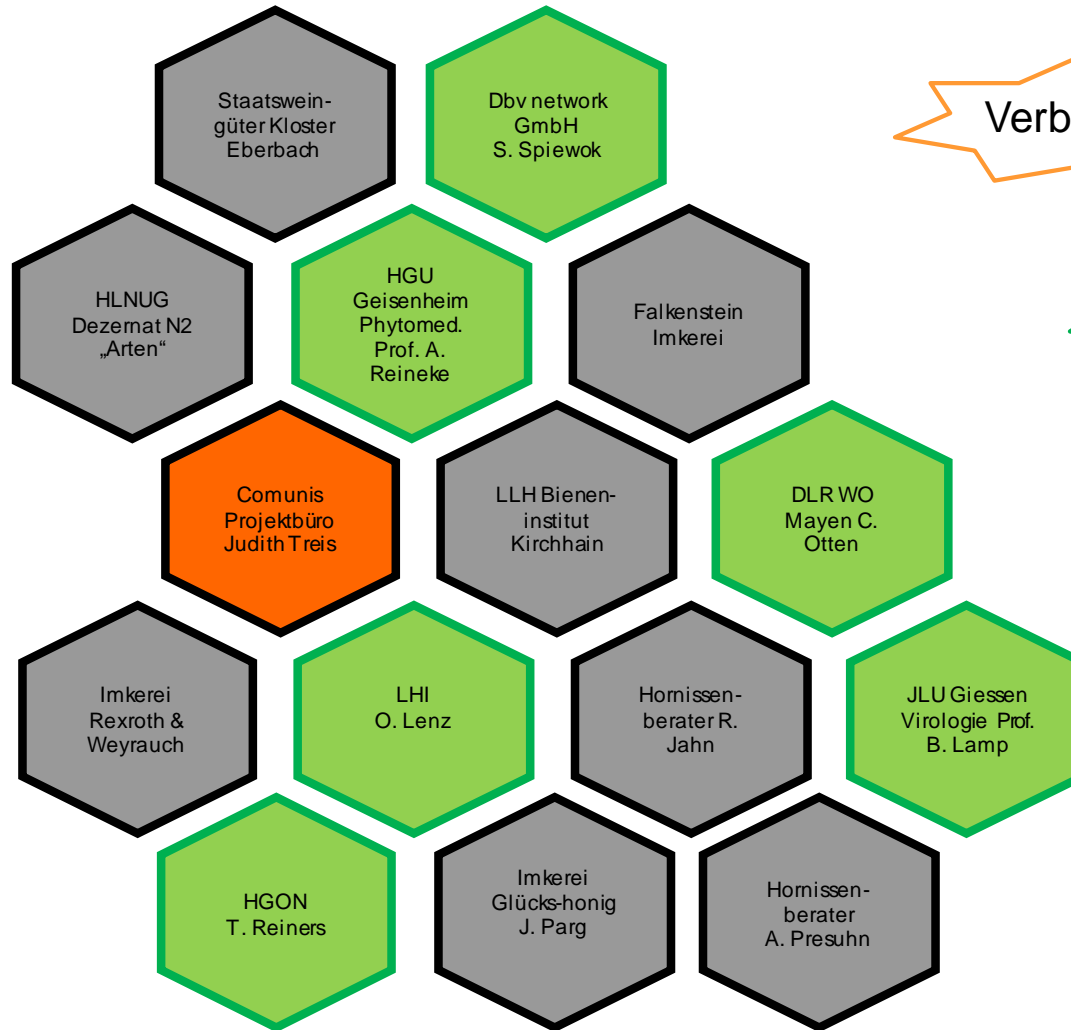 Staatswein-
güter Kloster
Eberbach
Dbv network
GmbH
S. Spiewok
Verb
HLNUG
Dezernat N2
„Arten“
HGU
Geisenheim
Phytomed.
Prof. A.
Reineke
Falkenstein
Imkerei
Comunis
Projektbüro
Judith Treis
LLH Bienen-
institut
Kirchhain
DLR WO
Mayen C.
Otten
Imkerei
Rexroth &
Weyrauch
LHI
O. Lenz
Hornissen-
berater R.
Jahn
JLU Giessen
Virologie Prof.
B. Lamp
HGON
T. Reiners
Imkerei
Glücks-honig
J. Parg
Hornissen-
berater
A. Presuhn